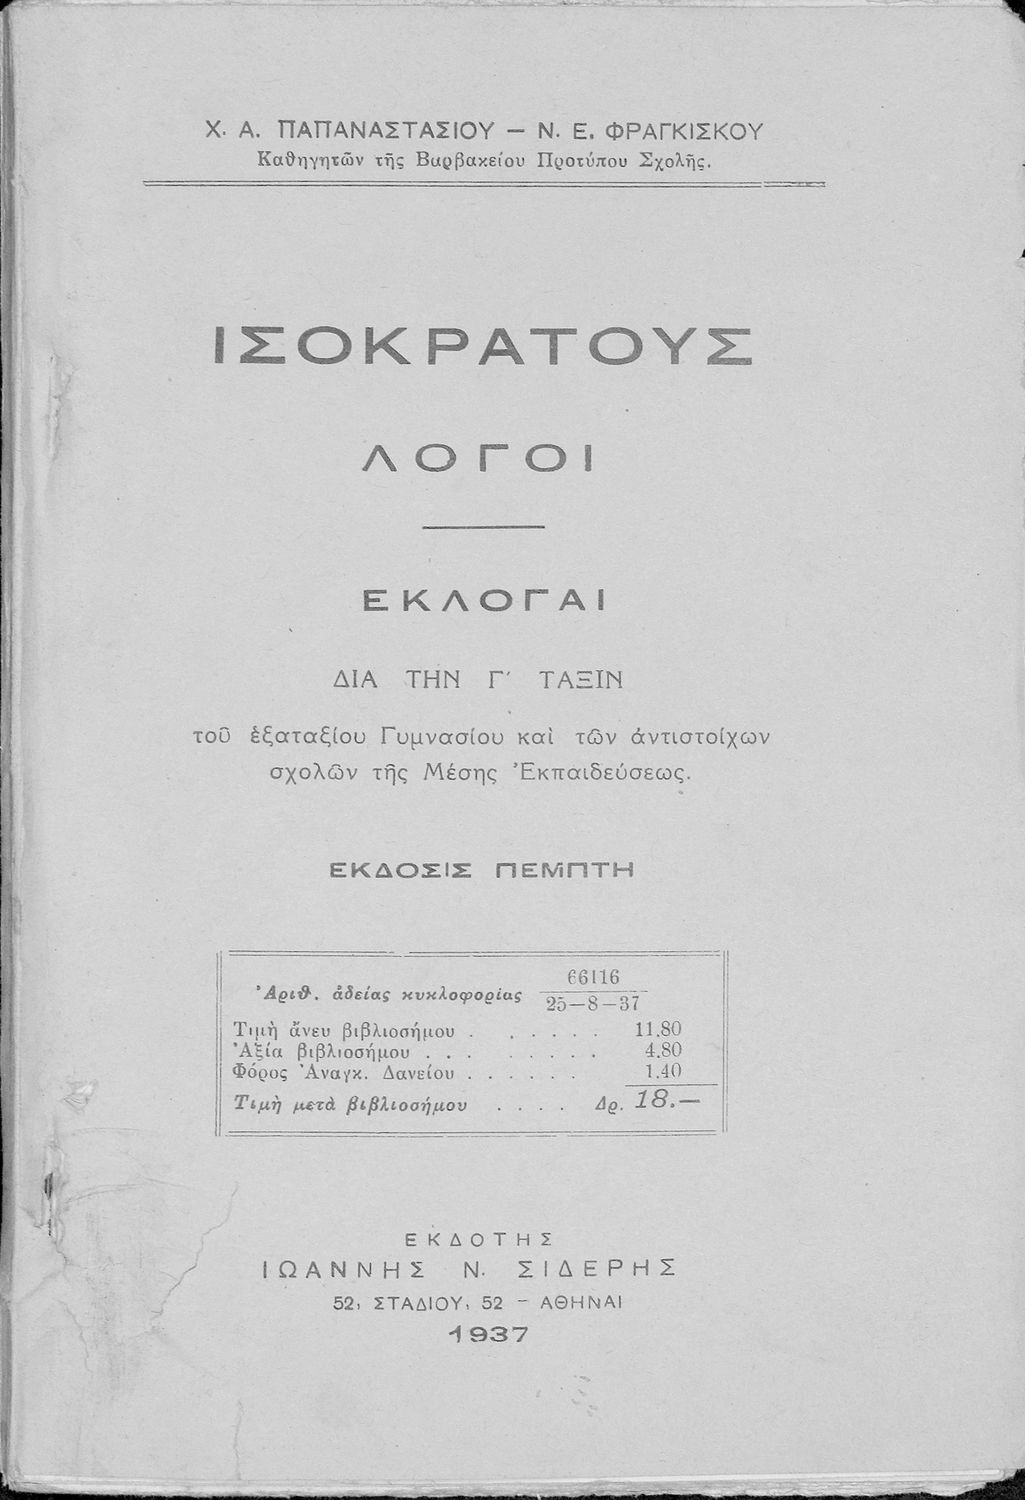 Χ. Α. ΠΑΠΑΝΑΣΤΑΣΙΟΥ — Ν. Ε. ΦΡΑΓΚΙΣΚΟΥ
Καθηγητῶν τῆς Βαρβακείου Προτύπου Σχολῆς.
ΙΣΟΚΡΑΤΟΥΣ
ΛΟΓΟΙ
ΕΚΛΟΓΑΙ
ΔΙΑ ΤΗΝ Γ΄ ΤΑΞΙΝ
τοῦ ἑξαταξίου Γυμνασίου καὶ τῶν ἀντιστοίχων
σχολῶν τῆς Μέσης Ἐκπαιδεύσεως.
ΕΚΔΟΣΙΣ ΠΕΜΠΤΗ
Ἀριθ. ἀδείας κυκλοφορίας 66116
25—8—37
Τιμὴ ἄνευ βιβλιοσήμου . . . . . . 11.80
Ἀξία βιβλιοσήμου . . . . . . . . 4.80
Φόρος Ἀναγκ. Δανείου . . . . . . 1.40
Τιμὴ μετὰ βιβλιοσήμου . . . . Δρ. 18.—
ΕΚΔΟΤΗΣ
ΙΩΑΝΝΗΣ Ν. ΣΙΔΕΡΗΣ
52, ΣΤΑΔΙΟΥ, 52 – ΑΘΗΝΑΙ
1937